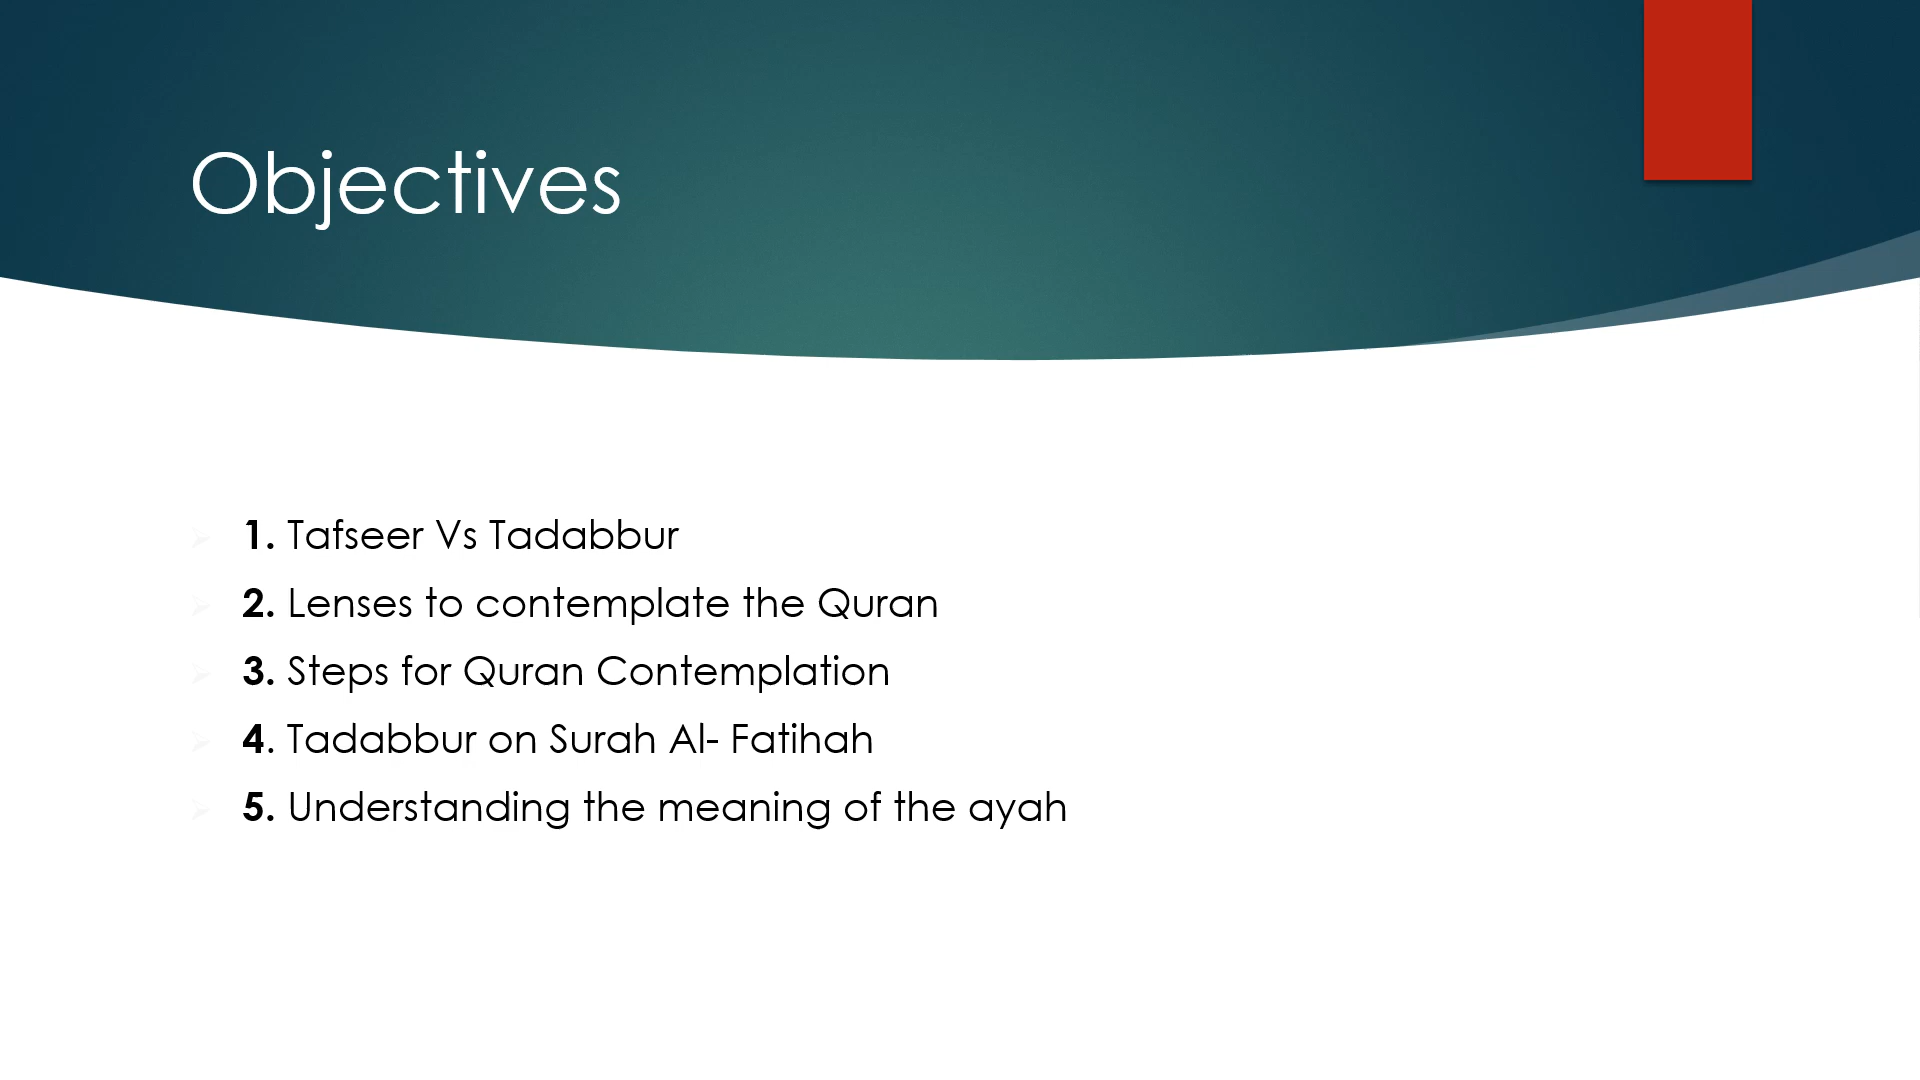 Objectives
1. Tafseer Vs Tadabbur
2. Lenses to contemplate the Quran
3. Steps for Quran Contemplation
4. Tadabbur on Surah Al- Fatihah
5. Understanding the meaning of the ayah